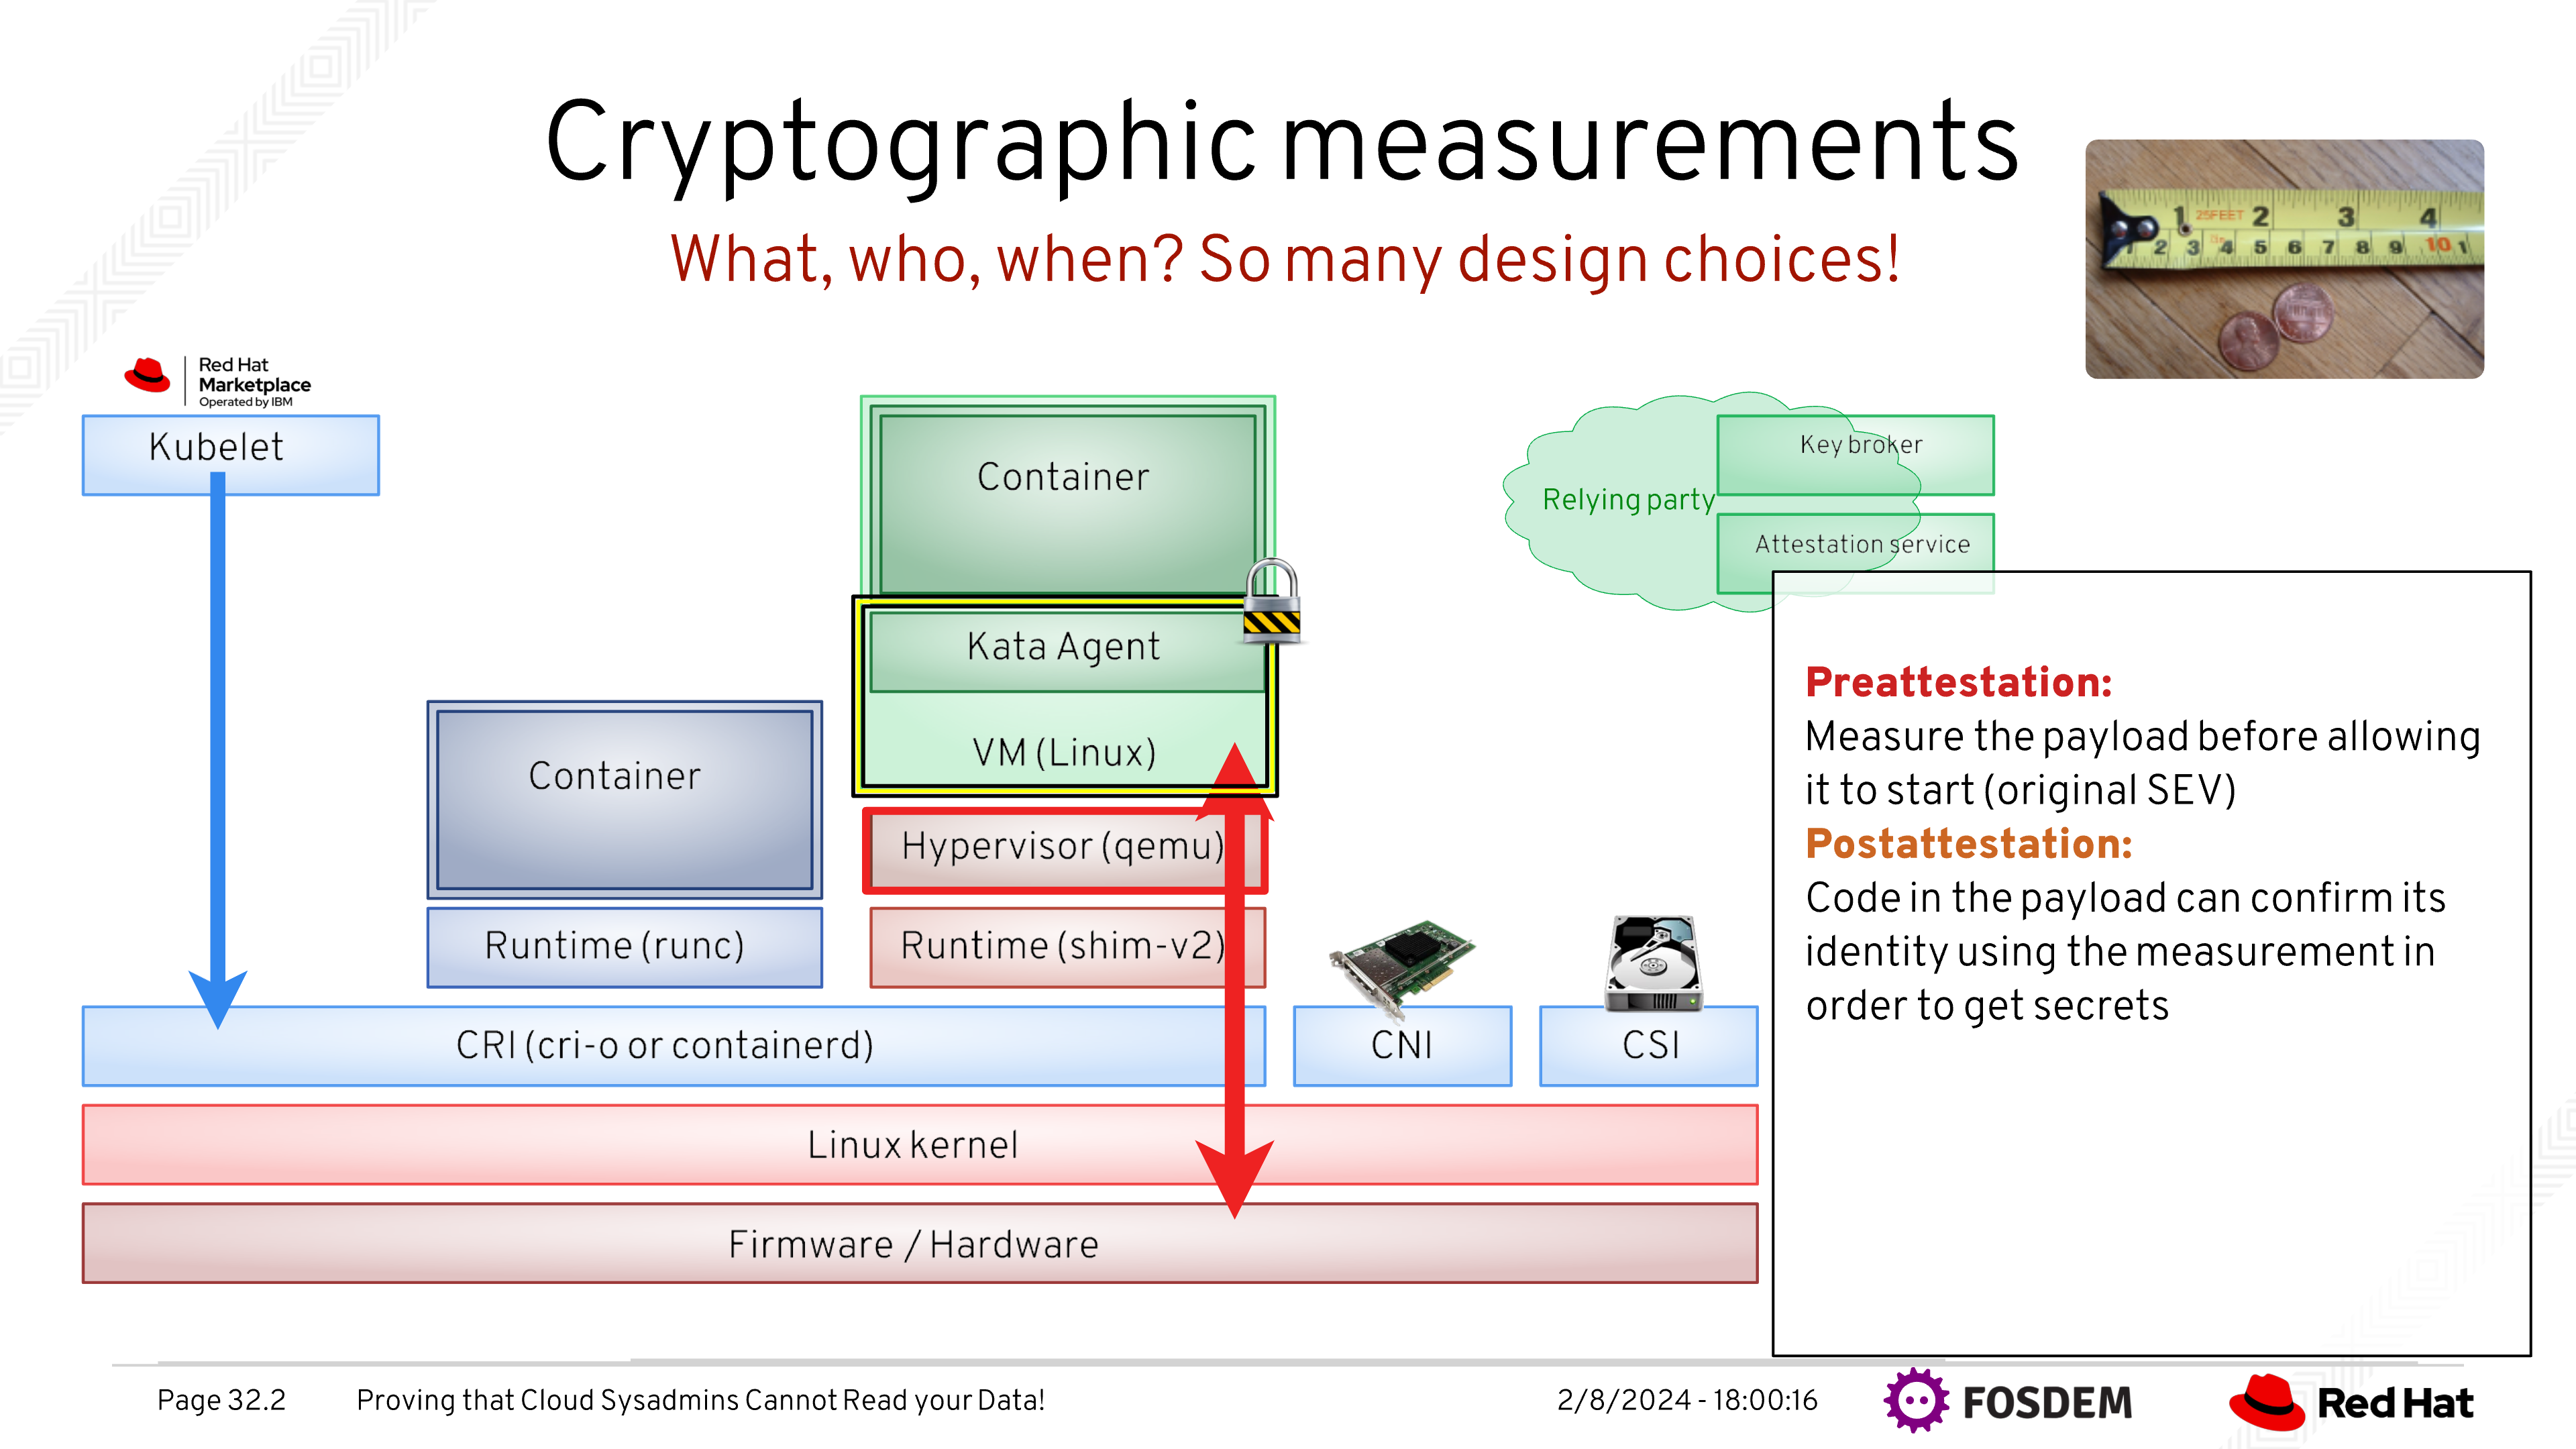 Cryptographic measurements
What, who, when? So many design choices!
1 25FEET 2 3 4
1 2 3 4 5 6 7 8 9 10 1
Red Hat
Marketplace
Operated by IBM
Kubelet
Container
Key broker
Relying party
Attestation service
Kata Agent
VM (Linux)
Container
Hypervisor (qemu)
Runtime (runc)
Runtime (shim-v2)
CRI (cri-o or containerd)
CNI
CSI
Linux kernel
Firmware / Hardware
Preattestation:
Measure the payload before allowing
it to start (original SEV)
Postattestation:
Code in the payload can confirm its
identity using the measurement in
order to get secrets
Page 32.2
Proving that Cloud Sysadmins Cannot Read your Data!
2/8/2024 - 18:00:16
FOSDEM
Red Hat